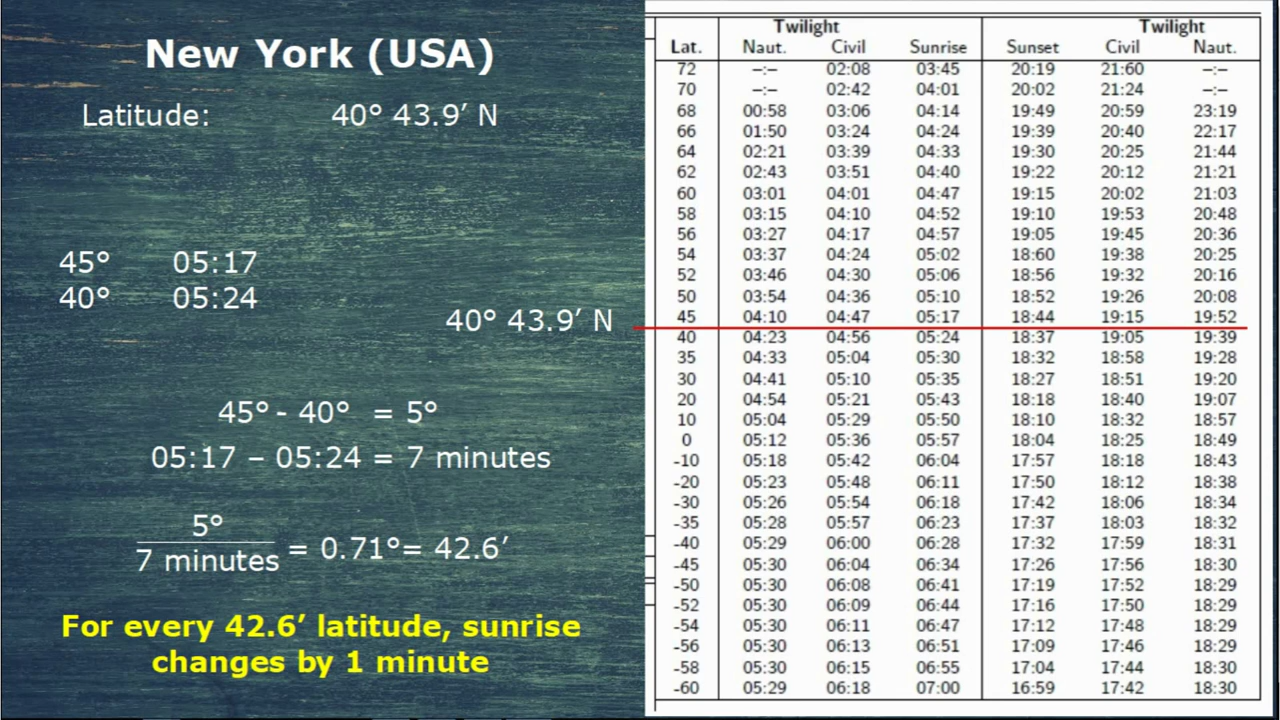 New York (USA)
Latitude: 40° 43.9’ N
45° 05:17
40° 05:24
40° 43.9’ N
45° - 40° = 5°
05:17 – 05:24 = 7 minutes
5°
7 minutes = 0.71°= 42.6’
For every 42.6’ latitude, sunrise
changes by 1 minute
Twilight Twilight
Lat. Naut. Civil Sunrise Sunset Civil Naut.
72 –:– 02:08 03:45 20:19 21:60 –:–
70 –:– 02:42 04:01 20:02 21:24 –:–
68 00:58 03:06 04:14 19:49 20:59 23:19
66 01:50 03:24 04:24 19:39 20:40 22:17
64 02:21 03:39 04:33 19:30 20:25 21:44
62 02:43 03:51 04:40 19:22 20:12 21:21
60 03:01 04:01 04:47 19:15 20:02 21:03
58 03:15 04:10 04:52 19:10 19:53 20:48
56 03:27 04:17 04:57 19:05 19:45 20:36
54 03:37 04:24 05:02 18:60 19:38 20:25
52 03:46 04:30 05:06 18:56 19:32 20:16
50 03:54 04:36 05:10 18:52 19:26 20:08
45 04:10 04:47 05:17 18:44 19:15 19:52
40 04:23 04:56 05:24 18:37 19:05 19:39
35 04:33 05:04 05:30 18:32 18:58 19:28
30 04:41 05:10 05:35 18:27 18:51 19:20
20 04:54 05:21 05:43 18:18 18:40 19:07
10 05:04 05:29 05:50 18:10 18:32 18:57
0 05:12 05:36 05:57 18:04 18:25 18:49
-10 05:18 05:42 06:04 17:57 18:18 18:43
-20 05:23 05:48 06:11 17:50 18:12 18:38
-30 05:26 05:54 06:18 17:42 18:06 18:34
-35 05:28 05:57 06:23 17:37 18:03 18:32
-40 05:29 06:00 06:28 17:32 17:59 18:31
-45 05:30 06:04 06:34 17:26 17:56 18:30
-50 05:30 06:08 06:41 17:19 17:52 18:29
-52 05:30 06:09 06:44 17:16 17:50 18:29
-54 05:30 06:11 06:47 17:12 17:48 18:29
-56 05:30 06:13 06:51 17:09 17:46 18:29
-58 05:30 06:15 06:55 17:04 17:44 18:30
-60 05:29 06:18 07:00 16:59 17:42 18:30